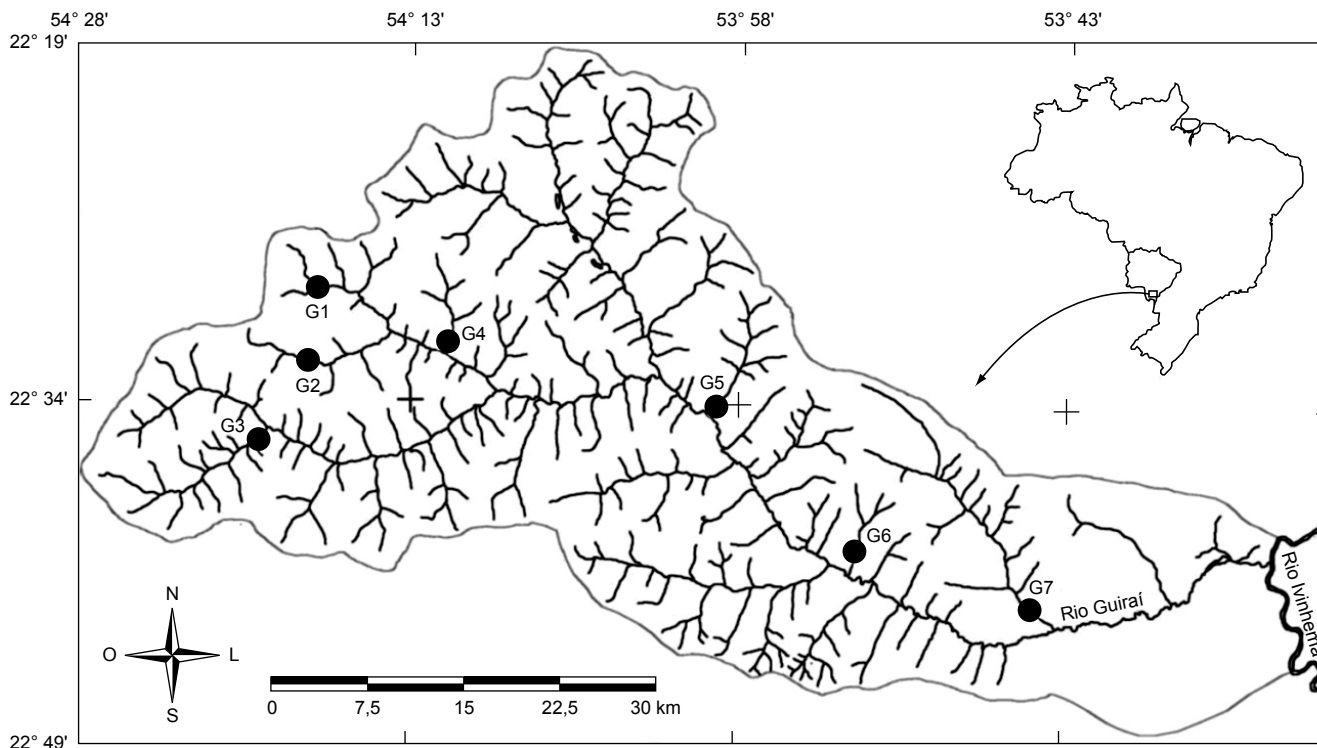 54° 28' 54° 13' 53° 58' 53° 43'
22° 19'
G1
G4
G2
G5
22° 34'
G3
G6
G7
Rio Guiraí
Rio Ivinhema
N
O L
S
0 7,5 15 22,5 30 km
22° 49'